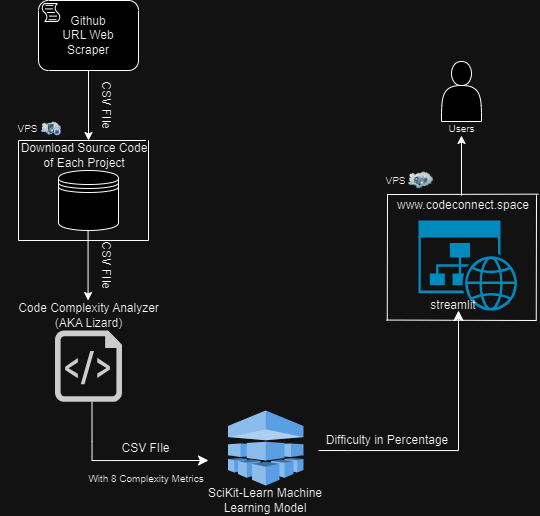 Github
URL Web
Scraper
CSV FIle
VPS
Download Source Code
of Each Project
CSV FIle
Code Complexity Analyzer
(AKA Lizard)
CSV FIle
With 8 Complexity Metrics
SciKit-Learn Machine
Learning Model
Difficulty in Percentage
VPS
www.codeconnect.space
streamlit
Users